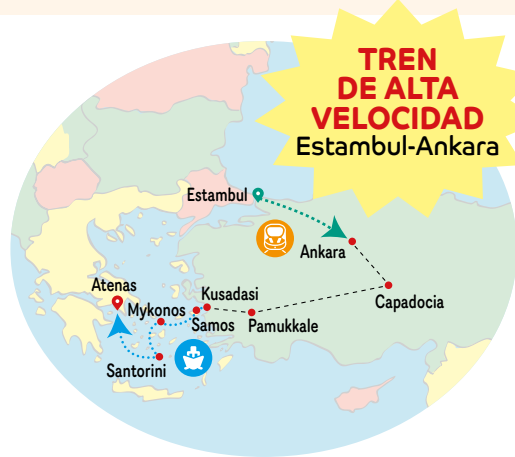 TREN
DE ALTA
VELOCIDAD
Estambul-Ankara
Estambul
Ankara
Atenas
Kusadasi
Capadocia
Mykonos
Samos
Pamukkale
Santorini